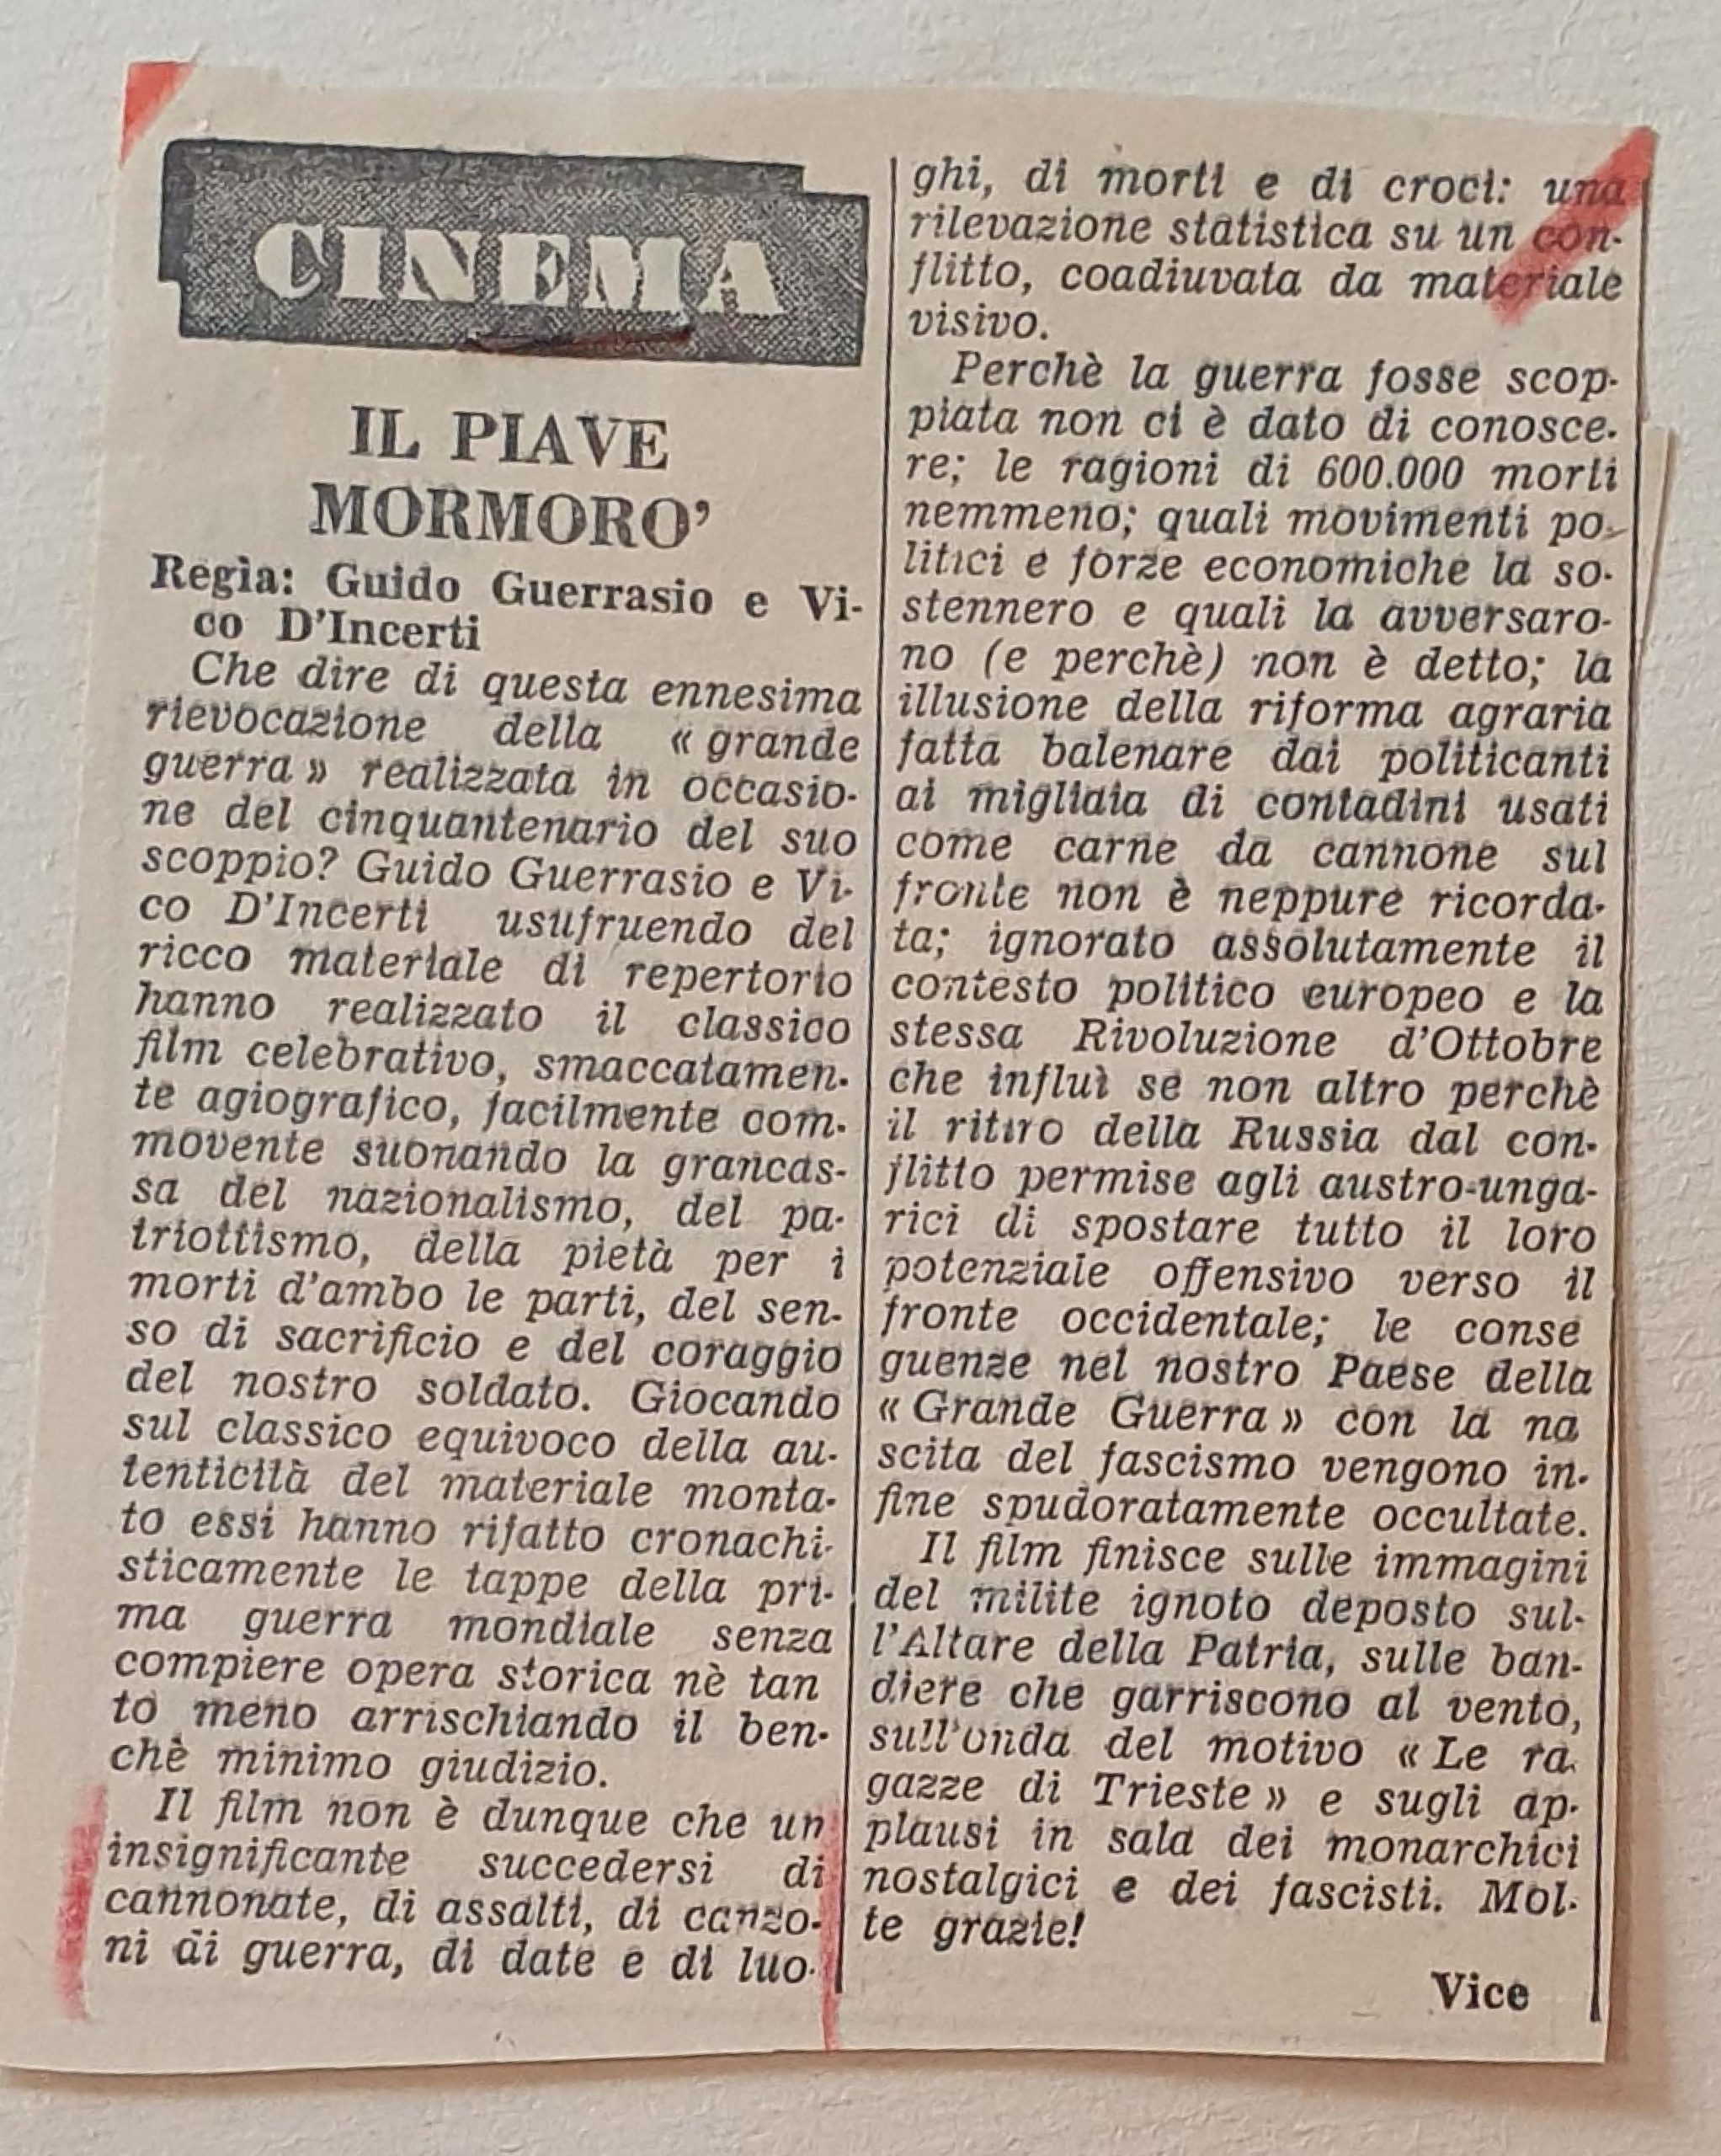 CINEMA
IL PIAVE
MORMORO'
Regia: Guido Guerrasio e Vi-
co D'Incerti
Che dire di questa ennesima
rievocazione della « grande
guerra » realizzata in occasio-
ne del cinquantenario del suo
scoppio? Guido Guerrasio e Vi-
co D'Incerti usufruendo del
ricco materiale di repertorio
hanno realizzato il classico
film celebrativo, smaccatamen-
te agiografico, facilmente com-
movente suonando la grancas-
sa del nazionalismo, del pa-
triottismo, della pietà per i
morti d'ambo le parti, del sen-
so di sacrificio e del coraggio
del nostro soldato. Giocando
sul classico equivoco della au-
tenticità del materiale monta-
to essi hanno rifatto cronachi-
sticamente le tappe della pri-
ma guerra mondiale senza
compiere opera storica nè tan
to meno arrischiando il ben-
chè minimo giudizio.
Il film non è dunque che un
insignificante succedersi di
cannonate, di assalti, di canzo-
ni di guerra, di date e di luo-
ghi, di morti e di croci: una
rilevazione statistica su un con-
flitto, coadiuvata da materiale
visivo.
Perchè la guerra fosse scop-
piata non ci è dato di conosce-
re; le ragioni di 600.000 morti
nemmeno; quali movimenti po-
litici e forze economiche la so-
stennero e quali la avversaro-
no (e perchè) non è detto; la
illusione della riforma agraria
fatta balenare dai politicanti
ai migliaia di contadini usati
come carne da cannone sul
fronte non è neppure ricorda-
ta; ignorato assolutamente il
contesto politico europeo e la
stessa Rivoluzione d'Ottobre
che influì se non altro perchè
il ritiro della Russia dal con-
flitto permise agli austro-unga-
rici di spostare tutto il loro
potenziale offensivo verso il
fronte occidentale; le conse
guenze nel nostro Paese della
« Grande Guerra » con la na
scita del fascismo vengono in-
fine spudoratamente occultate.
Il film finisce sulle immagini
del milite ignoto deposto sul-
l'Altare della Patria, sulle ban-
diere che garriscono al vento,
sull'onda del motivo « Le ra-
gazze di Trieste » e sugli ap-
plausi in sala dei monarchici
nostalgici e dei fascisti. Mol-
te grazie!
Vice